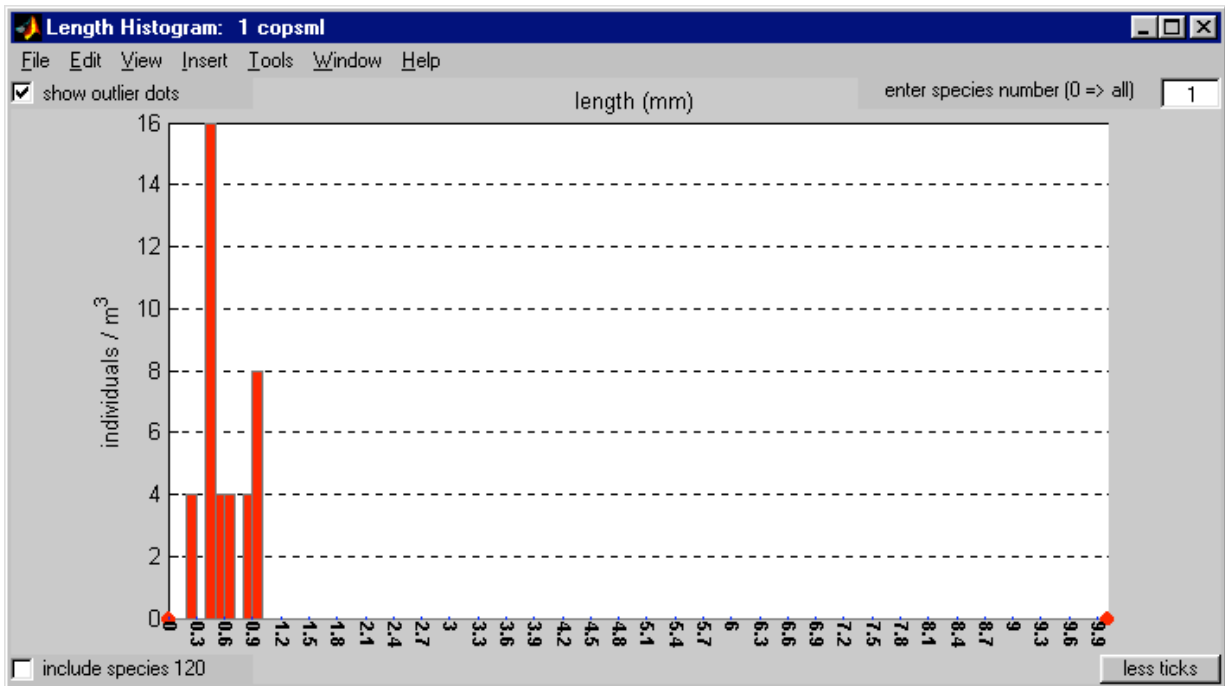 Length Histogram: 1 copsml
File Edit View Insert Tools Window Help
show outlier dots
length (mm)
enter species number (0 => all) 1
individuals / m³
16
14
12
10
8
6
4
2
0
0 0.3 0.6 0.9 1.2 1.5 1.8 2.1 2.4 2.7 3 3.3 3.6 3.9 4.2 4.5 4.8 5.1 5.4 5.7 6 6.3 6.6 6.9 7.2 7.5 7.8 8.1 8.4 8.7 9 9.3 9.6 9.9
include species 120
less ticks